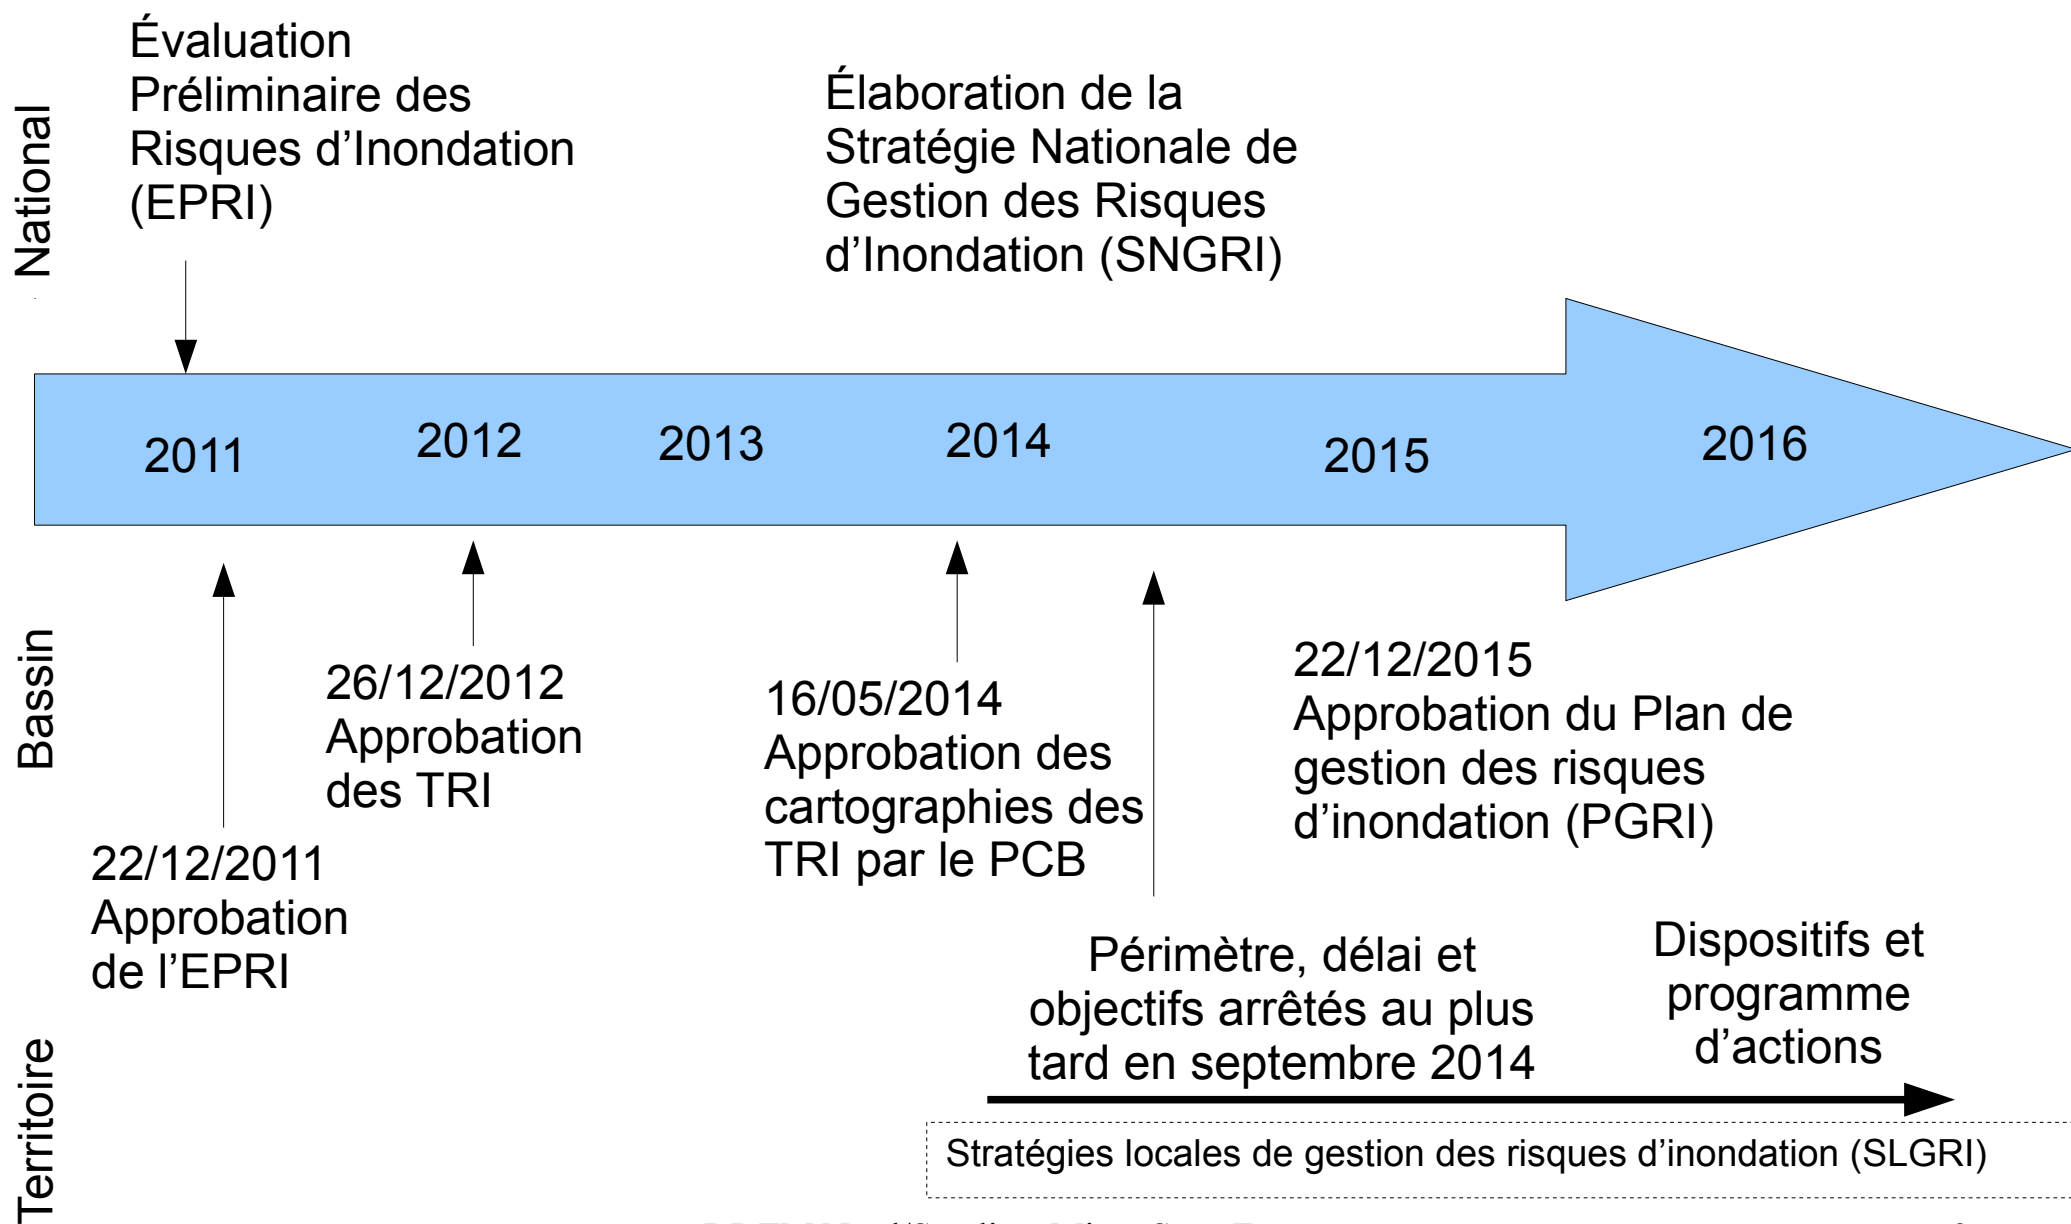 National
Évaluation
Préliminaire des
Risques d’Inondation
(EPRI)
Élaboration de la
Stratégie Nationale de
Gestion des Risques
d’Inondation (SNGRI)
2011
2012
2013
2014
2015
2016
Bassin
22/12/2011
Approbation
de l’EPRI
26/12/2012
Approbation
des TRI
16/05/2014
Approbation des
cartographies des
TRI par le PCB
22/12/2015
Approbation du Plan de
gestion des risques
d’inondation (PGRI)
Territoire
Périmètre, délai et
objectifs arrêtés au plus
tard en septembre 2014
Dispositifs et
programme
d’actions
Stratégies locales de gestion des risques d’inondation (SLGRI)